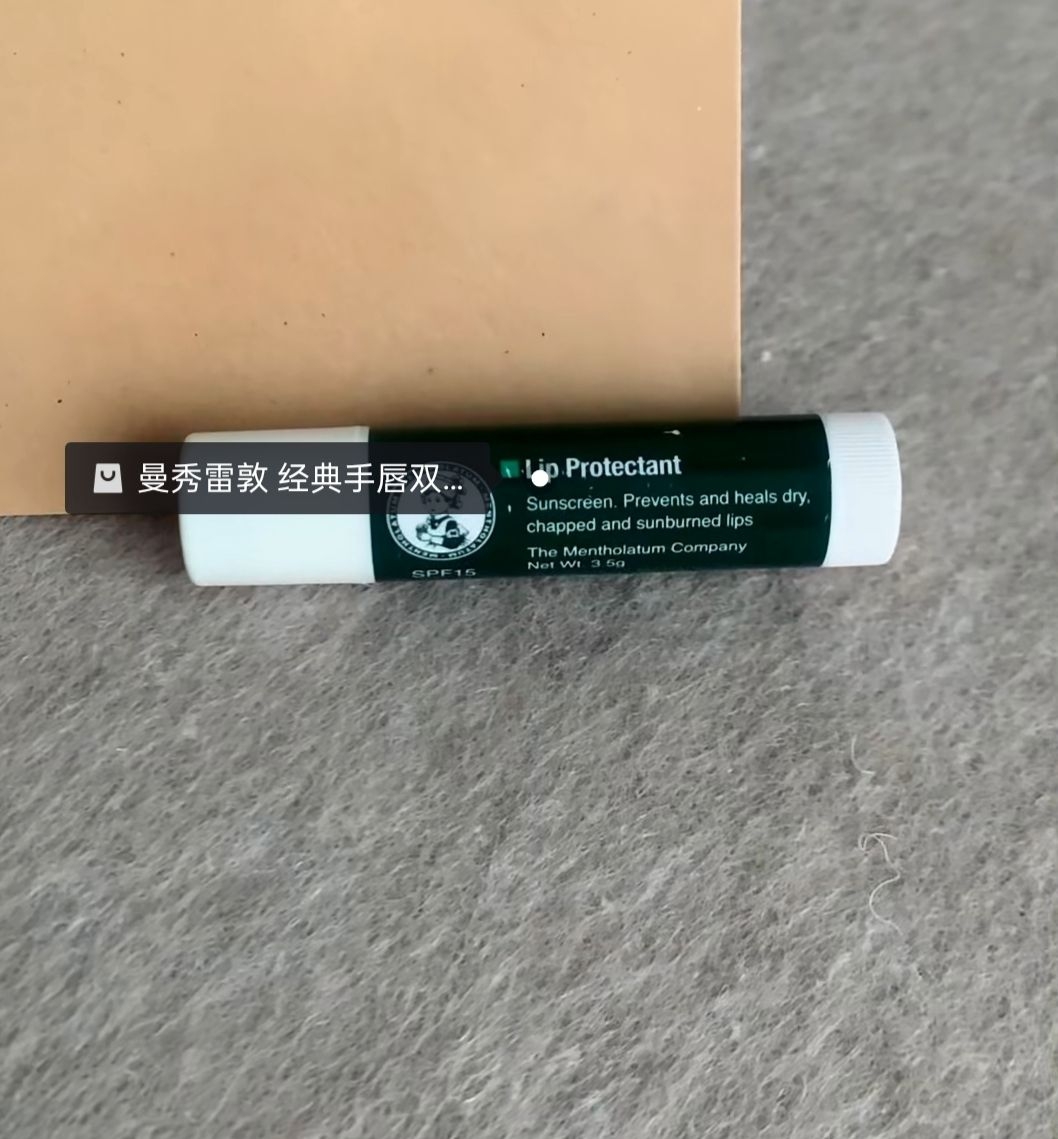 曼秀雷敦 经典手唇双...
Lip Protectant
Sunscreen. Prevents and heals dry,
chapped and sunburned lips
The Mentholatum Company
Net Wt. 3.5g
MENTHOLATUM
SPF15